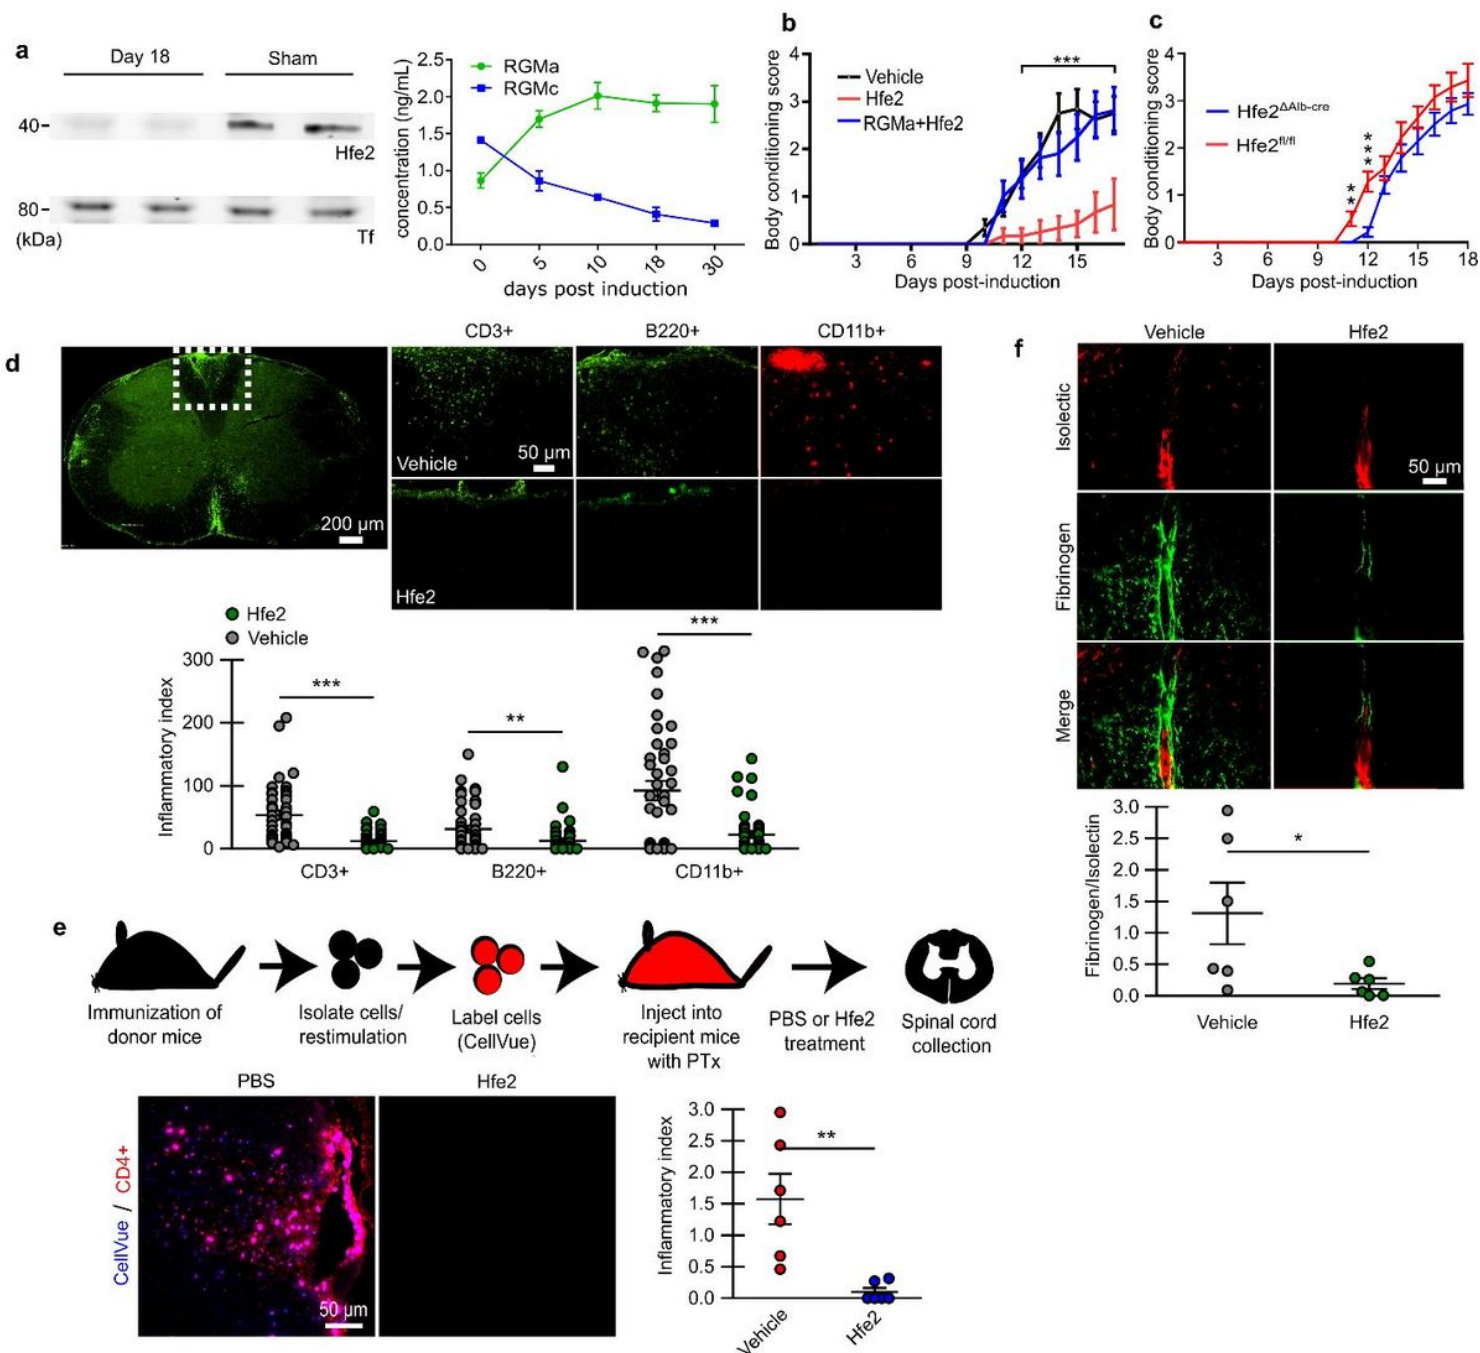 a
Day 18
Sham
40
Hfe2
80
(kDa)
Tf
concentration (ng/mL)
2.5
2.0
1.5
1.0
0.5
0.0
RGMa
RGMc
0
5
10
18
30
days post induction
b
Body conditioning score
4
3
2
1
0
***
Vehicle
Hfe2
RGMa+Hfe2
3
6
9
12
15
Days post-induction
c
Body conditioning score
4
3
2
1
0
Hfe2ΔAlb-cre
Hfe2fl/fl
**
***
3
6
9
12
15
18
Days post-induction
d
200 µm
CD3+
B220+
CD11b+
Vehicle
50 µm
Hfe2
Hfe2
Vehicle
Inflammatory index
300
200
100
0
***
**
***
CD3+
B220+
CD11b+
e
Immunization of
donor mice
Isolate cells/
restimulation
Label cells
(CellVue)
Inject into
recipient mice
with PTx
PBS or Hfe2
treatment
Spinal cord
collection
PBS
Hfe2
CellVue / CD4+
50 µm
Inflammatory index
3.0
2.5
2.0
1.5
1.0
0.5
0.0
**
Vehicle
Hfe2
f
Vehicle
Hfe2
Isolectic
50 µm
Fibrinogen
Merge
Fibrinogen/Isolectin
3.0
2.5
2.0
1.5
1.0
0.5
0.0
*
Vehicle
Hfe2